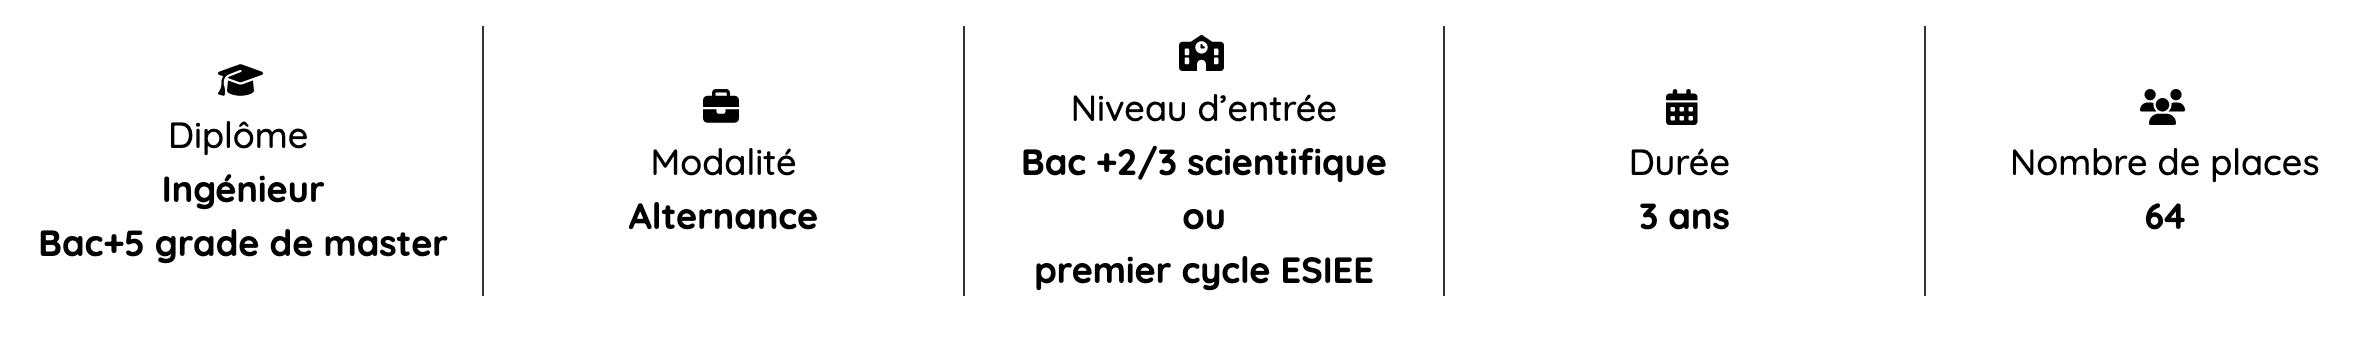 Diplôme
Ingénieur
Bac+5 grade de master
Modalité
Alternance
Niveau d’entrée
Bac +2/3 scientifique
ou
premier cycle ESIEE
Durée
3 ans
Nombre de places
64